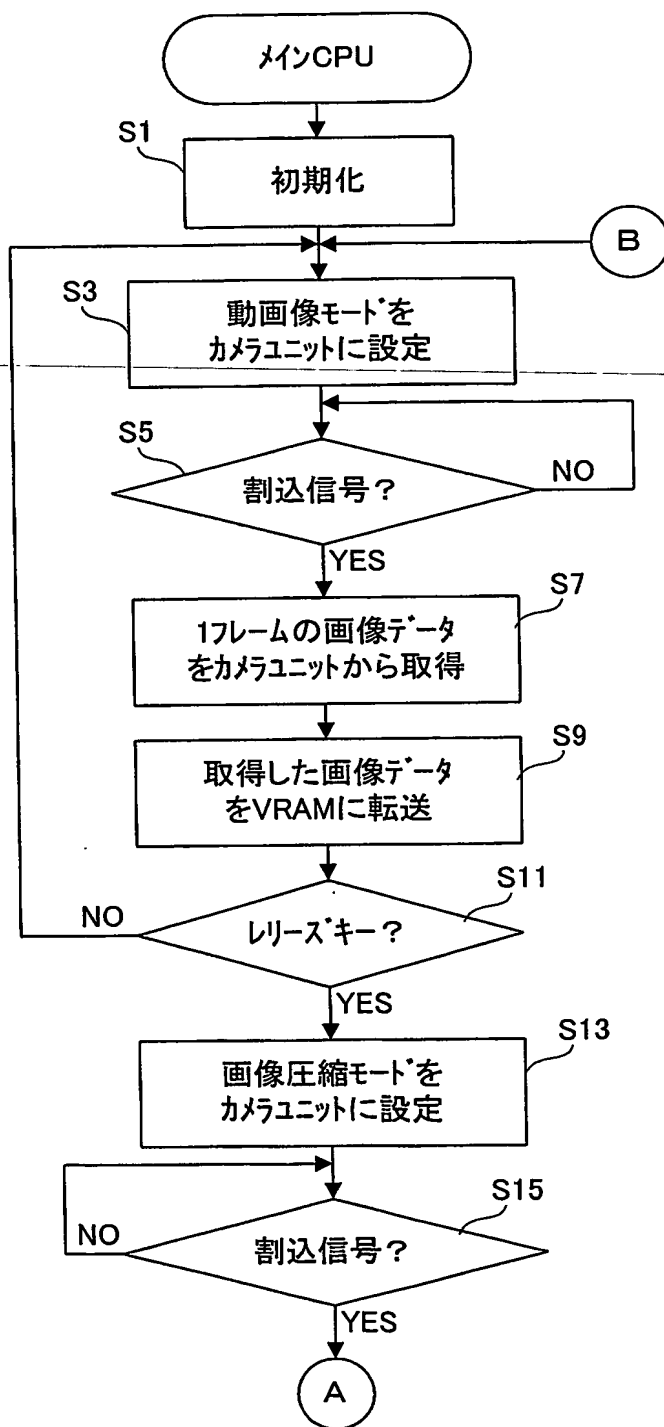 メインCPU
S1
初期化
B
S3
動画像モードを
カメラユニットに設定
S5
割込信号?
NO
YES
S7
1フレームの画像データ
をカメラユニットから取得
S9
取得した画像データ
をVRAMに転送
S11
NO
レリーズキー?
YES
S13
画像圧縮モードを
カメラユニットに設定
S15
NO
割込信号?
YES
A